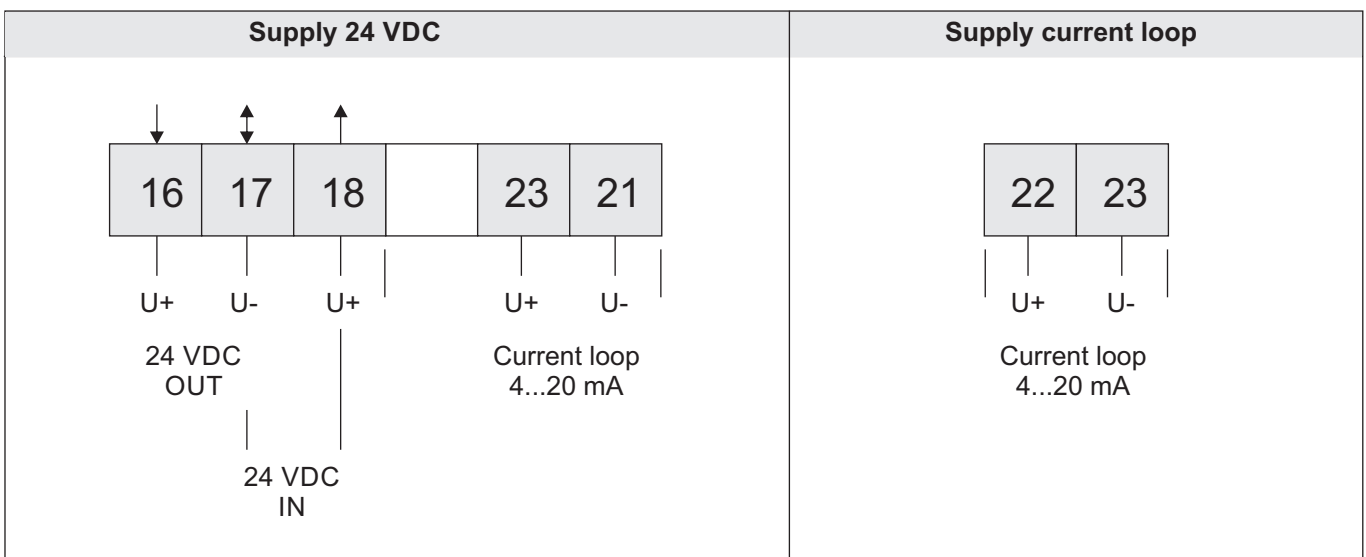 Supply 24 VDC
Supply current loop
16 17 18 23 21
22 23
U+ U- U+ U+ U-
U+ U-
24 VDC
OUT
Current loop
4...20 mA
Current loop
4...20 mA
24 VDC
IN